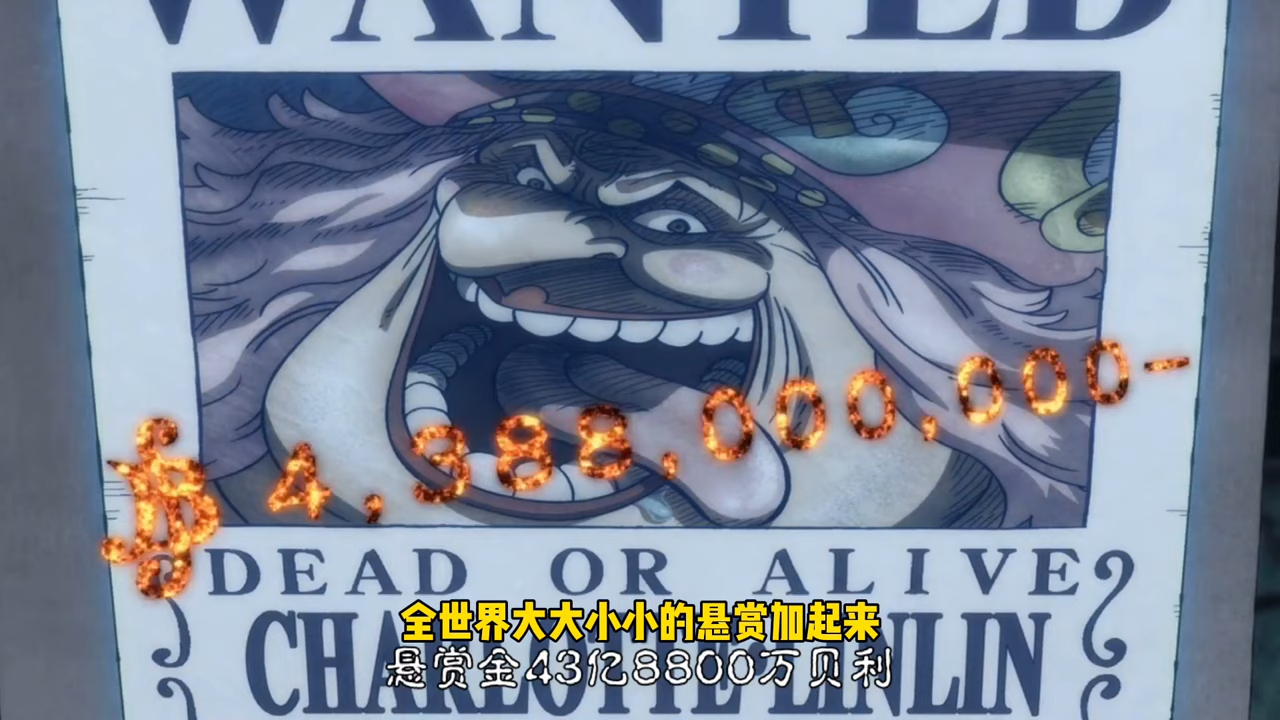 WANTED
฿4,388,000,000-
DEAD OR ALIVE
全世界大大小小的悬赏加起来
CHARLOTTE LINLIN
悬赏金43亿8800万贝利